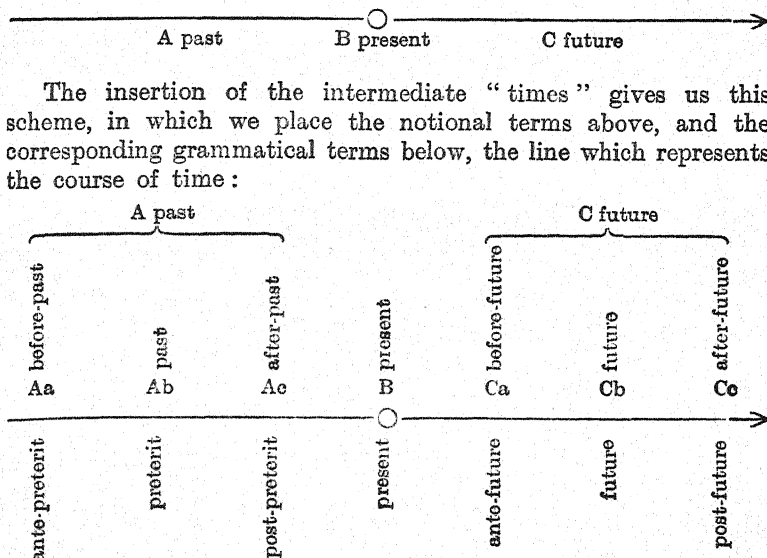 A past B present C future
The insertion of the intermediate “times” gives us this
scheme, in which we place the notional terms above, and the
corresponding grammatical terms below, the line which represents
the course of time:
A past C future
before-past past after-past present before-future future after-future
Aa Ab Ac B Ca Cb Cc
ante-preterit preterit post-preterit present ante-future future post-future